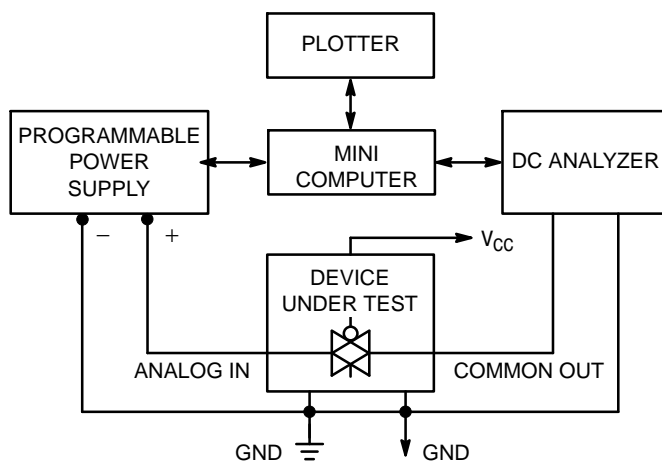 PLOTTER
PROGRAMMABLE
POWER
SUPPLY
MINI
COMPUTER
DC ANALYZER
− +
VCC
DEVICE
UNDER TEST
ANALOG IN
COMMON OUT
GND
GND